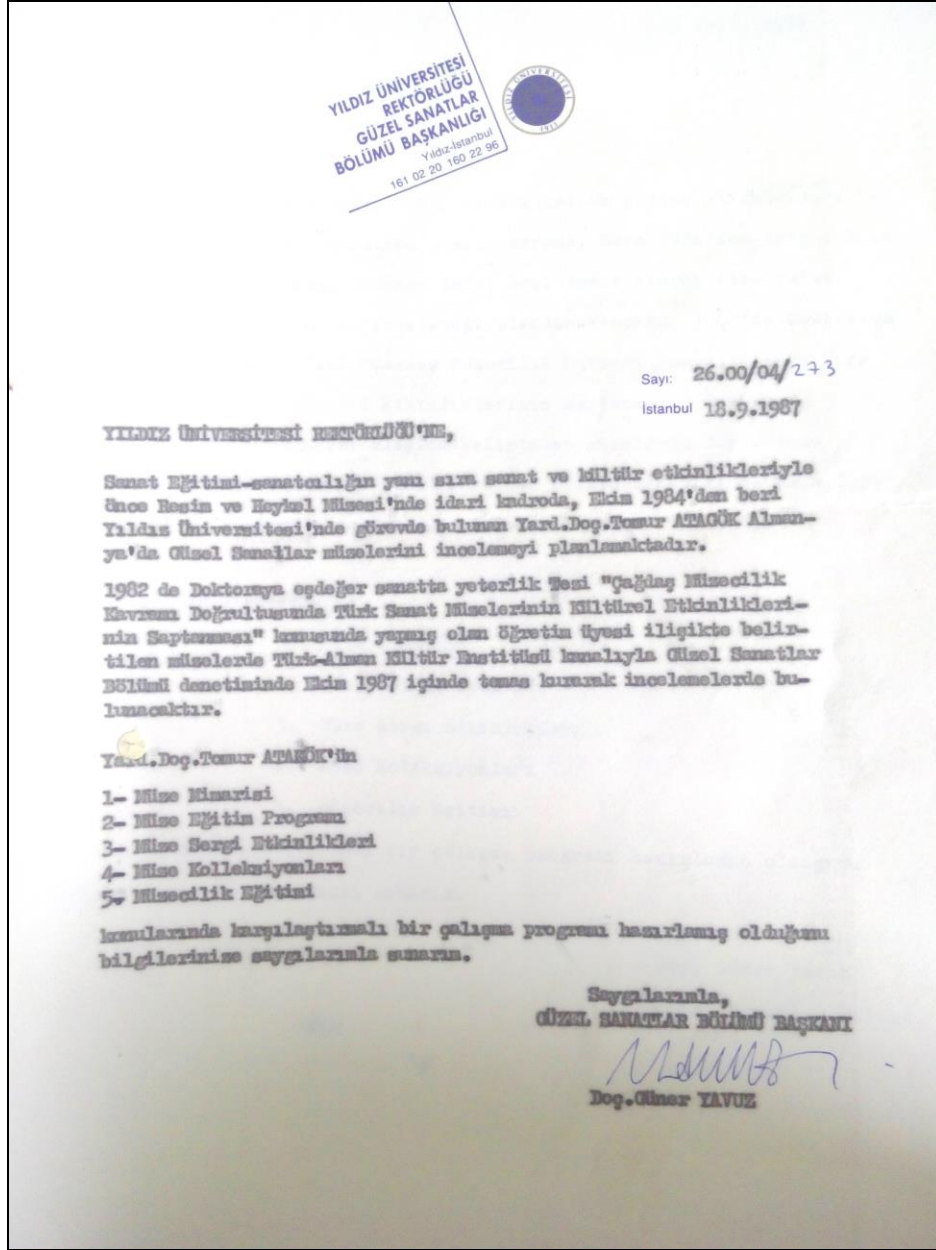 YILDIZ ÜNİVERSİTESİ
REKTÖRLÜĞÜ
GÜZEL SANATLAR
BÖLÜMÜ BAŞKANLIĞI
Yıldız-İstanbul
161 02 20 160 22 96
YILDIZ ÜNİVERSİTESİ
1911
Sayı: 26.00/04/273
İstanbul 18.9.1987
YILDIZ ÜNİVERSİTESİ REKTÖRLÜĞÜ'NE,
Sanat Eğitimi-sanatcılığın yanı sıra sanat ve kültür etkinlikleriyle
önce Resim ve Heykel Müzesi'nde idari kadroda, Ekim 1984'den beri
Yıldız Üniversitesi'nde görevde bulunan Yard.Doç.Tomur ATAGÖK Alman-
ya'da Güzel Sanallar müzelerini incelemeyi planlamaktadır.
1982 de Doktoraya eşdeğer sanatta yeterlik Tezi "Çağdaş Müzecilik
Kavramı Doğrultusunda Türk Sanat Müzelerinin Kültürel Etkinlikleri-
nin Saptanması" konusunda yapmış olan öğretim üyesi ilişikte belir-
tilen müzelerde Türk-Alman Kültür Enstitüsü kanalıyla Güzel Sanatlar
Bölümü denetiminde Ekim 1987 içinde temas kurarak incelemelerde bu-
lunacaktır.
Yard.Doç.Tomur ATAGÖK'ün
1- Müze Mimarisi
2- Müze Eğitim Programı
3- Müze Sergi Etkinlikleri
4- Müze Kolleksiyonları
5- Müzecilik Eğitimi
konularında karşılaştırmalı bir çalışma programı hazırlamış olduğunu
bilgilerinize saygılarımla sunarım.
Saygılarımla,
GÜZEL SANATLAR BÖLÜMÜ BAŞKANI
Doç.Güner YAVUZ